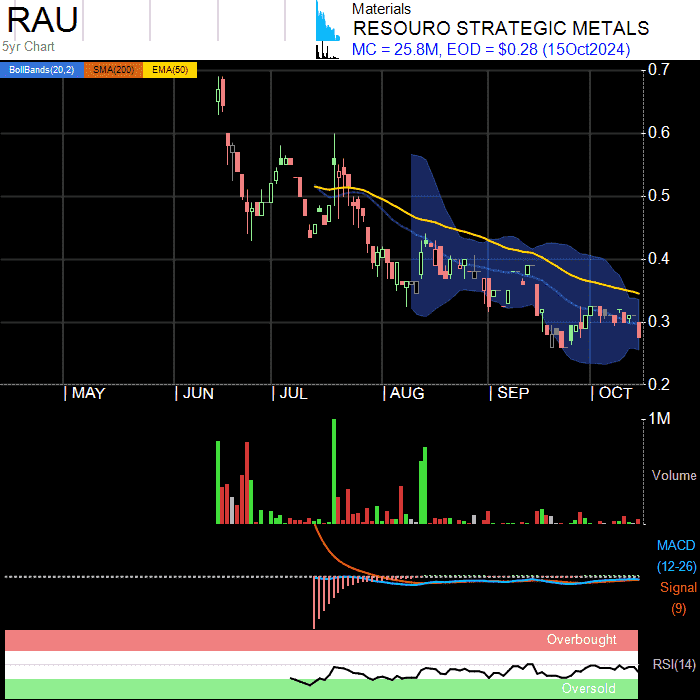 RAU
5yr Chart
Materials
RESOURO STRATEGIC METALS
MC = 25.8M, EOD = $0.28 (15Oct2024)
BollBands(20,2) SMA(200) EMA(50)
0.7
0.6
0.5
0.4
0.3
0.2
| MAY | JUN | JUL | AUG | SEP | OCT
1M
Volume
MACD
(12-26)
Signal
(9)
Overbought
RSI(14)
Oversold